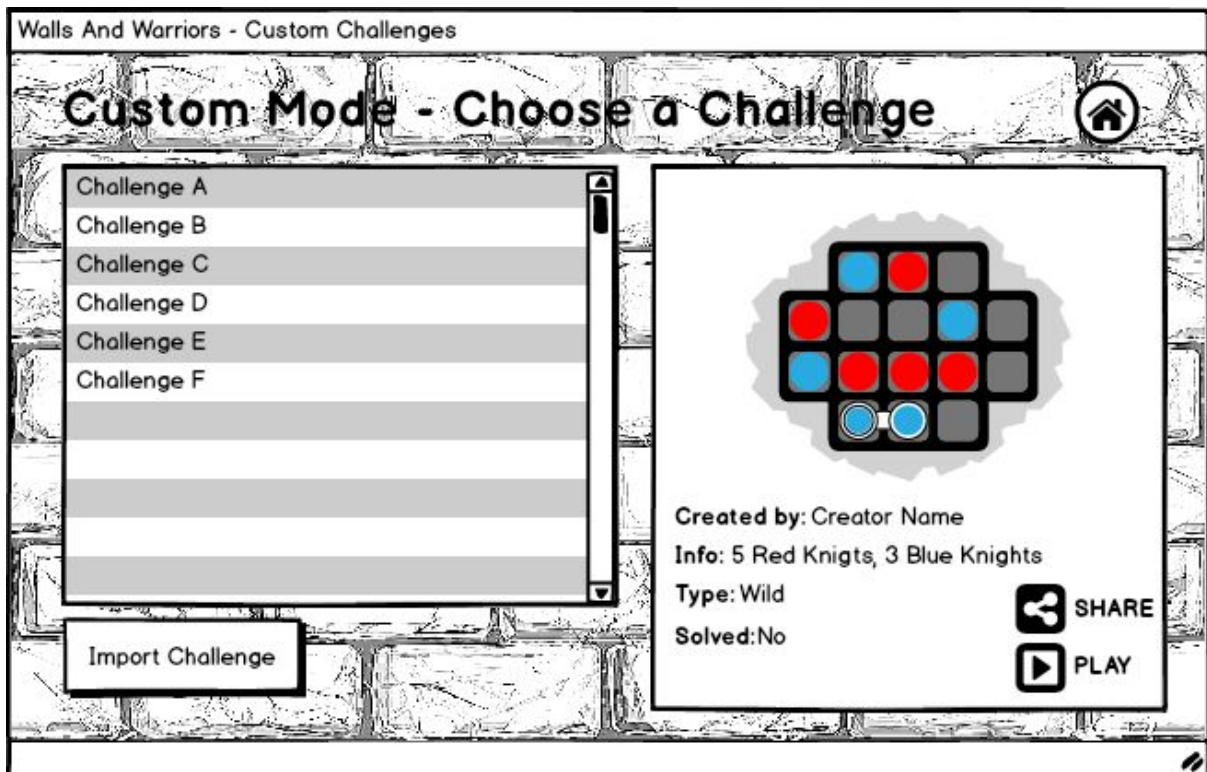 Walls And Warriors - Custom Challenges
Custom Mode - Choose a Challenge
Challenge A
Challenge B
Challenge C
Challenge D
Challenge E
Challenge F
Import Challenge
Created by: Creator Name
Info: 5 Red Knigts, 3 Blue Knights
Type: Wild
Solved:No
SHARE
PLAY